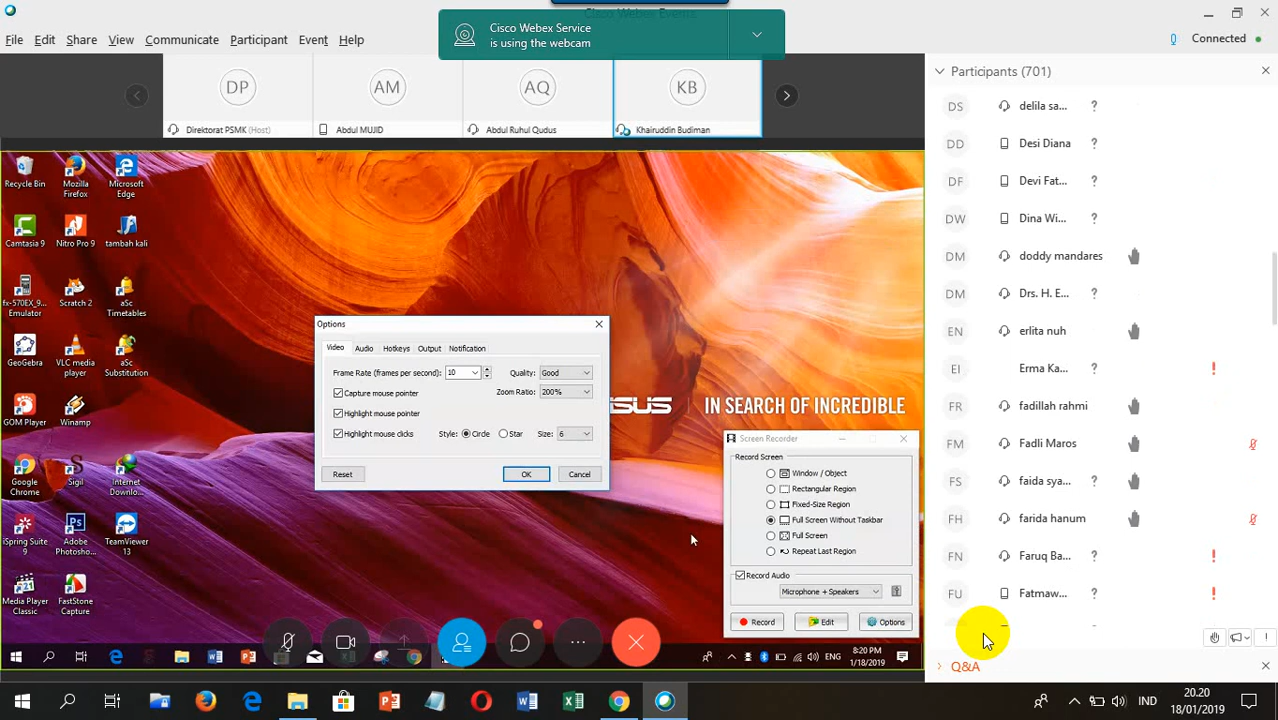 Cisco Webex Events
Cisco Webex Service
is using the webcam
File Edit Share View Communicate Participant Event Help
Connected
DP
Direktorat PSMK (Host)
AM
Abdul MUJID
AQ
Abdul Ruhul Qudus
KB
Khairuddin Budiman
Participants (701)
DS delila sa... ?
DD Desi Diana ?
DF Devi Fat... ?
DW Dina Wi... ?
DM doddy mandares
DM Drs. H. E... ?
EN erlita nuh
EI Erma Ka... !
FR fadillah rahmi
FM Fadli Maros
FS faida sya...
FH farida hanum
FN Faruq Ba... ? !
FU Fatmaw... ? !
Q&A
Recycle Bin
Mozilla
Firefox
Microsoft
Edge
Camtasia 9
Nitro Pro 9
tambah kali
fx-570EX_9...
Emulator
Scratch 2
aSc
Timetables
GeoGebra
VLC media
player
aSc
Substitution
GOM Player
Winamp
Google
Chrome
Sigil
Internet
Downlo...
iSpring Suite
9
Adobe
Photosho...
TeamViewer
13
Media Player
Classic
FastStone
Capture
Options
Video Audio Hotkeys Output Notification
Frame Rate (frames per second): 10 Quality: Good
Capture mouse pointer Zoom Ratio: 200%
Highlight mouse pointer
Highlight mouse clicks Style: Circle Star Size: 6
Reset OK Cancel
IN SEARCH OF INCREDIBLE
Screen Recorder
Record Screen
Window / Object
Rectangular Region
Fixed-Size Region
Full Screen Without Taskbar
Full Screen
Repeat Last Region
Record Audio
Microphone + Speakers
Record Edit Options
ENG
8:20 PM
1/18/2019
IND
20.20
18/01/2019